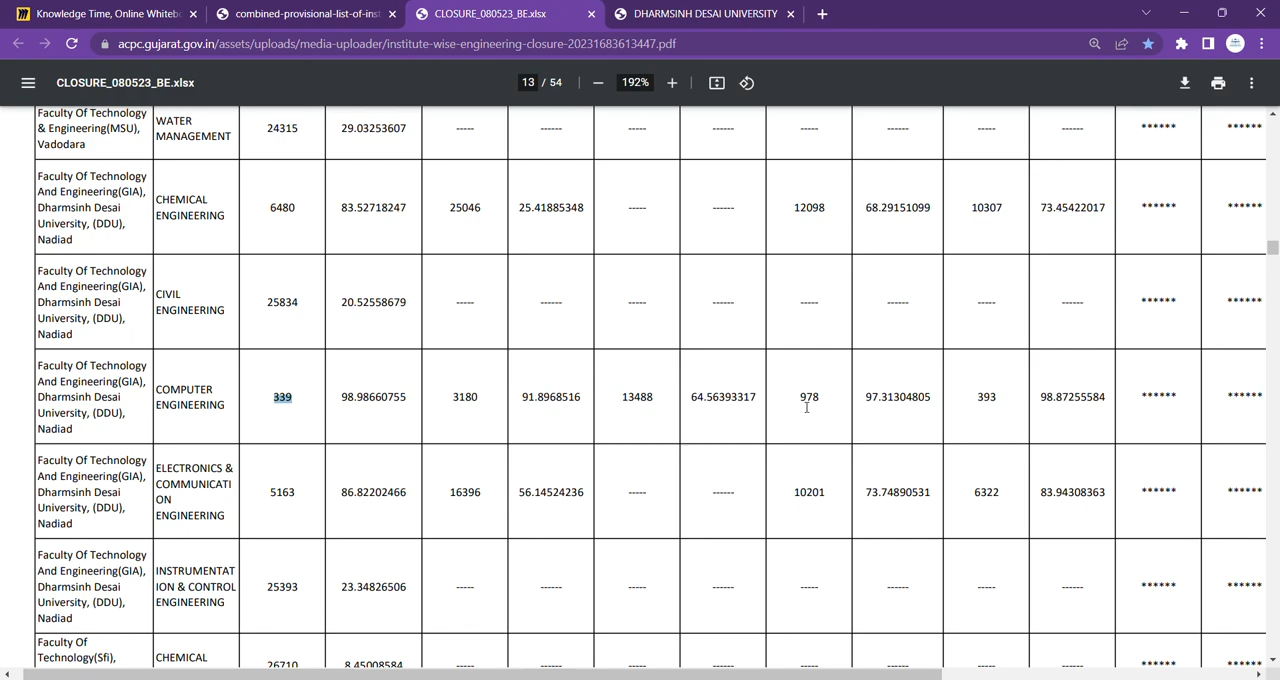 Knowledge Time, Online Whiteb
combined-provisional-list-of-inst
CLOSURE_080523_BE.xlsx
DHARMSINH DESAI UNIVERSITY
acpc.gujarat.gov.in/assets/uploads/media-uploader/institute-wise-engineering-closure-20231683613447.pdf
CLOSURE_080523_BE.xlsx
13 / 54
192%
Faculty Of Technology
& Engineering(MSU),
Vadodara
WATER
MANAGEMENT
24315
29.03253607
-----
------
-----
------
-----
------
-----
------
******
******
Faculty Of Technology
And Engineering(GIA),
Dharmsinh Desai
University, (DDU),
Nadiad
CHEMICAL
ENGINEERING
6480
83.52718247
25046
25.41885348
-----
------
12098
68.29151099
10307
73.45422017
******
******
Faculty Of Technology
And Engineering(GIA),
Dharmsinh Desai
University, (DDU),
Nadiad
CIVIL
ENGINEERING
25834
20.52558679
-----
------
-----
------
-----
------
-----
------
******
******
Faculty Of Technology
And Engineering(GIA),
Dharmsinh Desai
University, (DDU),
Nadiad
COMPUTER
ENGINEERING
339
98.98660755
3180
91.8968516
13488
64.56393317
978
97.31304805
393
98.87255584
******
******
Faculty Of Technology
And Engineering(GIA),
Dharmsinh Desai
University, (DDU),
Nadiad
ELECTRONICS &
COMMUNICATI
ON
ENGINEERING
5163
86.82202466
16396
56.14524236
-----
------
10201
73.74890531
6322
83.94308363
******
******
Faculty Of Technology
And Engineering(GIA),
Dharmsinh Desai
University, (DDU),
Nadiad
INSTRUMENTAT
ION & CONTROL
ENGINEERING
25393
23.34826506
-----
------
-----
------
-----
------
-----
------
******
******
Faculty Of
Technology(Sfi),
CHEMICAL
26710
8.45008584
-----
------
-----
------
-----
------
-----
------
******
******